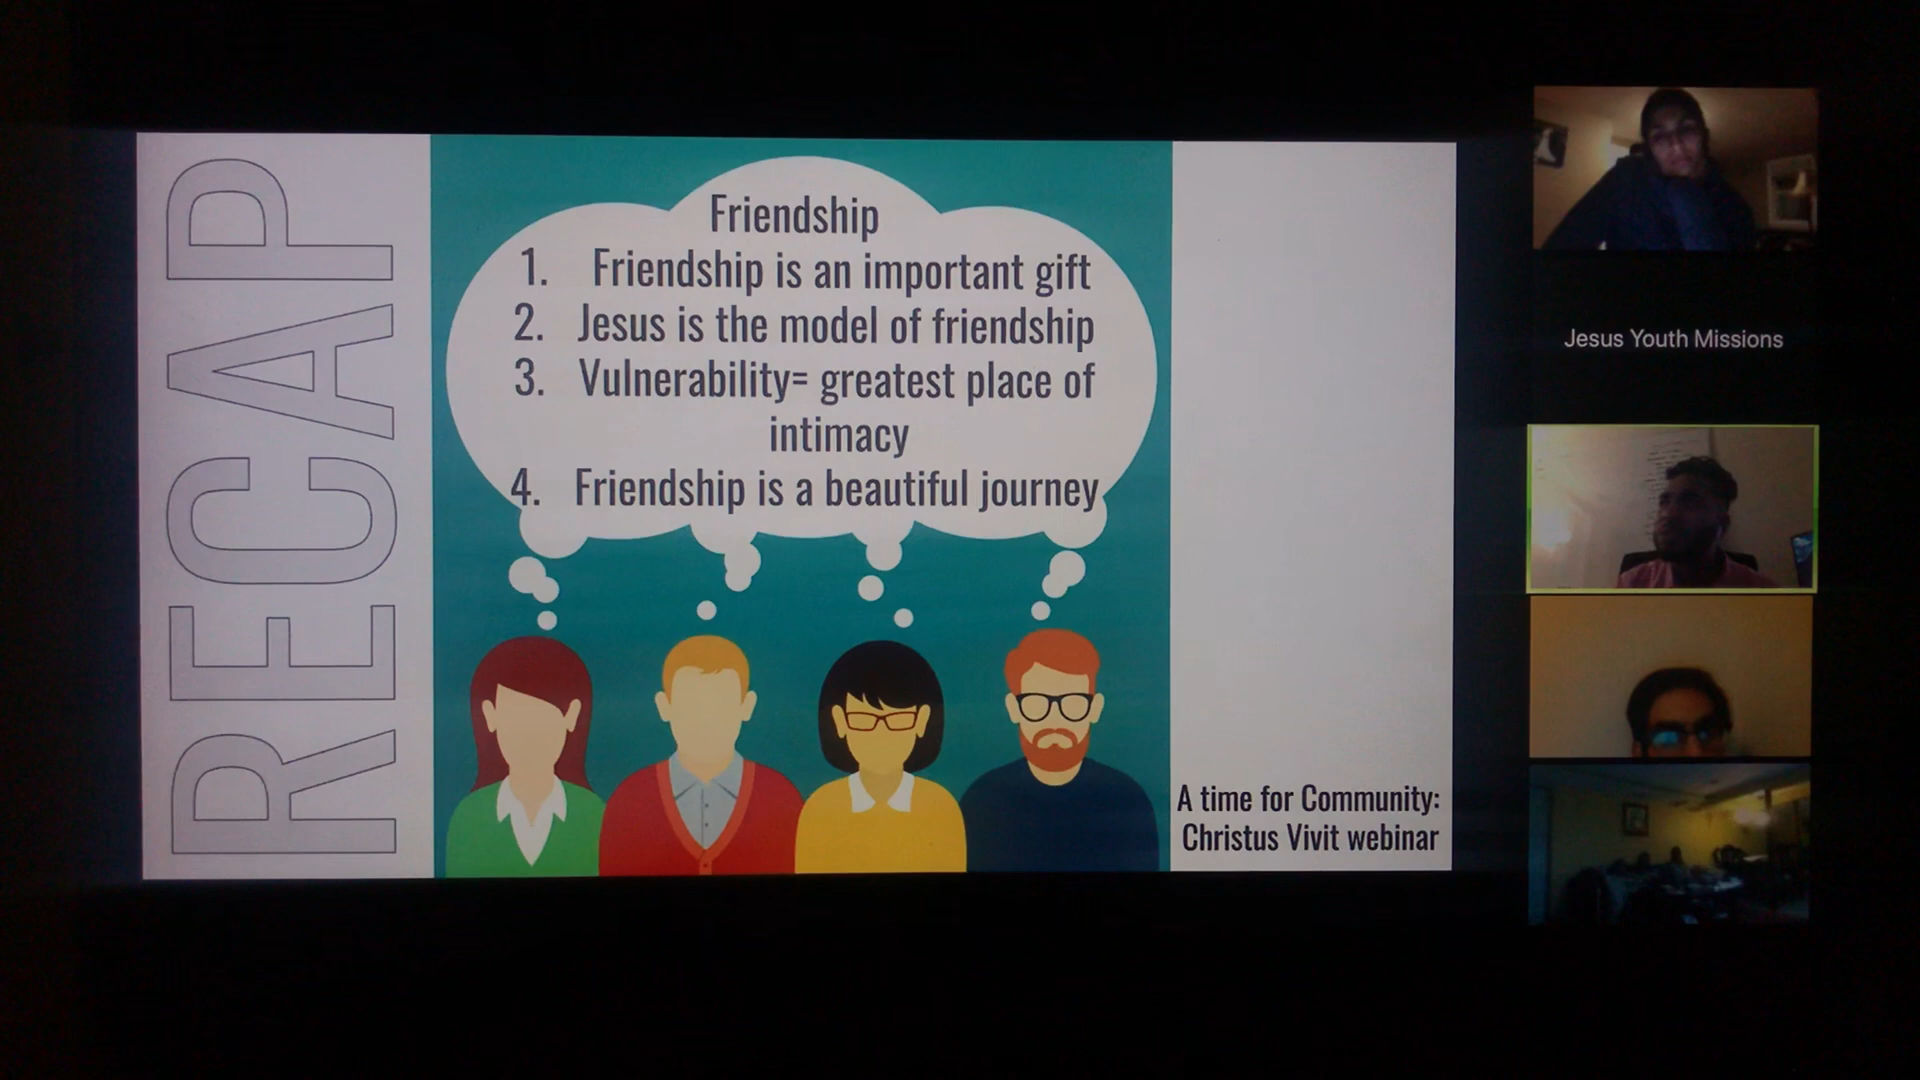 RECAP
Friendship
1. Friendship is an important gift
2. Jesus is the model of friendship
3. Vulnerability= greatest place of
intimacy
4. Friendship is a beautiful journey
A time for Community:
Christus Vivit webinar
Jesus Youth Missions